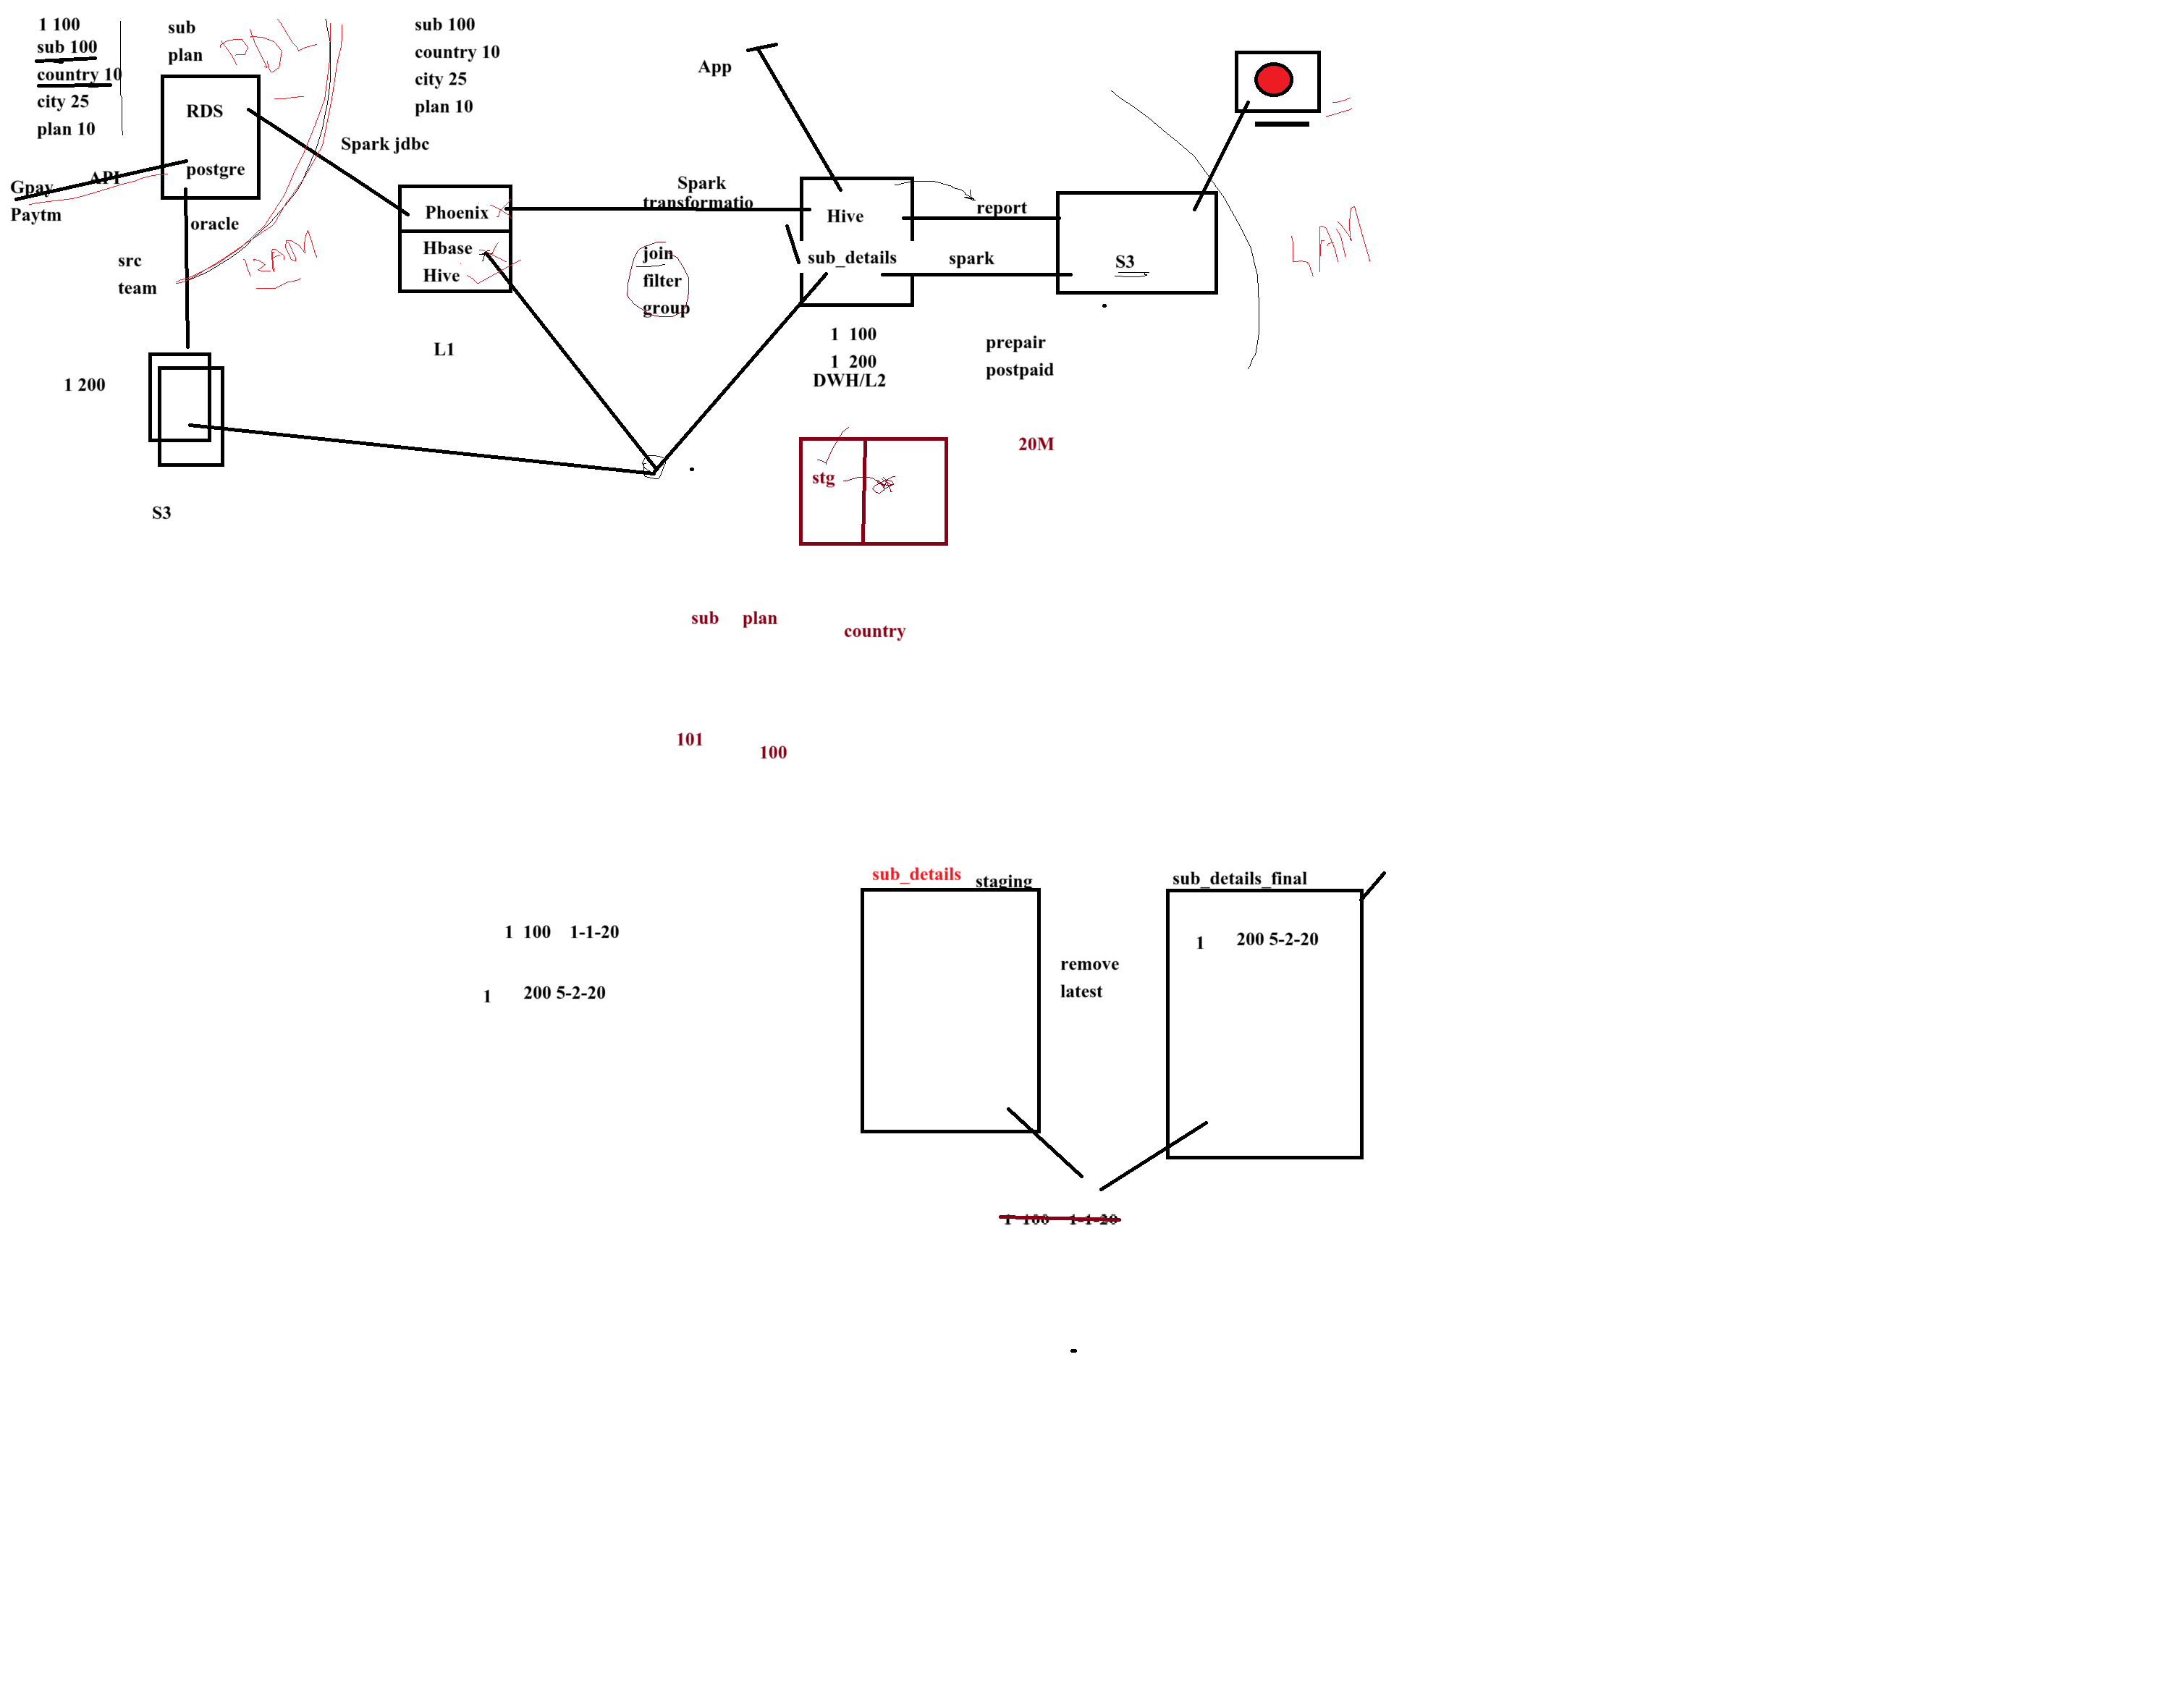 1 100
sub 100
country 10
city 25
plan 10
sub
plan
RDS
postgre
oracle
API
Gpay
Paytm
src
team
12AM
1 200
S3
sub 100
country 10
city 25
plan 10
Spark jdbc
Phoenix
Hbase
Hive
L1
App
Spark
transformatio
join
filter
group
Hive
sub_details
1 100
1 200
DWH/L2
report
spark
S3
4AM
prepair
postpaid
20M
stg
sub plan
country
101
100
sub_details
staging
sub_details_final
1 100 1-1-20
1 200 5-2-20
remove
latest
1 200 5-2-20
1 100 1-1-20